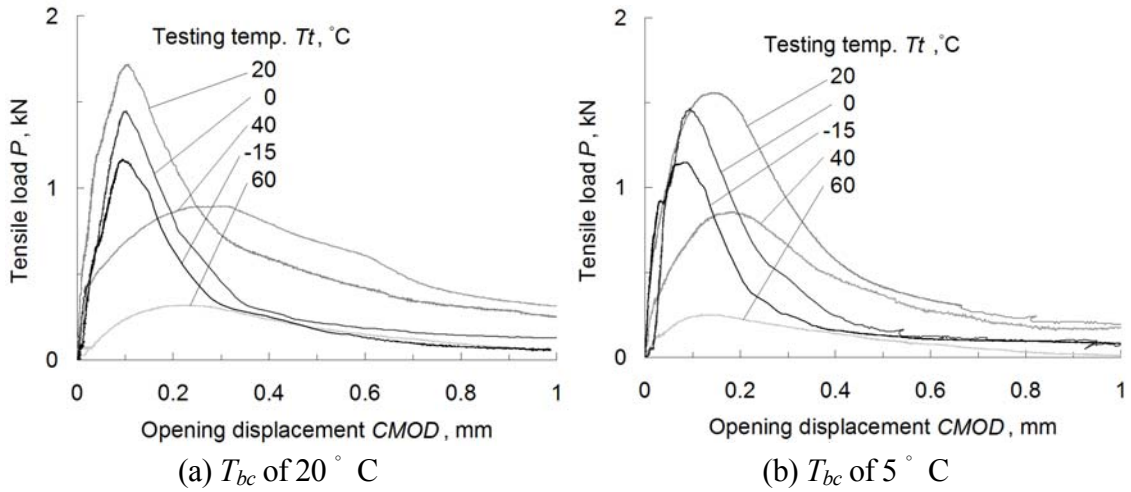 2
1
0
Tensile load P , kN
Testing temp. Tt , °C
20
0
40
-15
60
0 0.2 0.4 0.6 0.8 1
Opening displacement CMOD , mm
(a) Tbc of 20 ° C
2
1
0
Tensile load P , kN
Testing temp. Tt ,°C
20
0
-15
40
60
0 0.2 0.4 0.6 0.8 1
Opening displacement CMOD , mm
(b) Tbc of 5 ° C